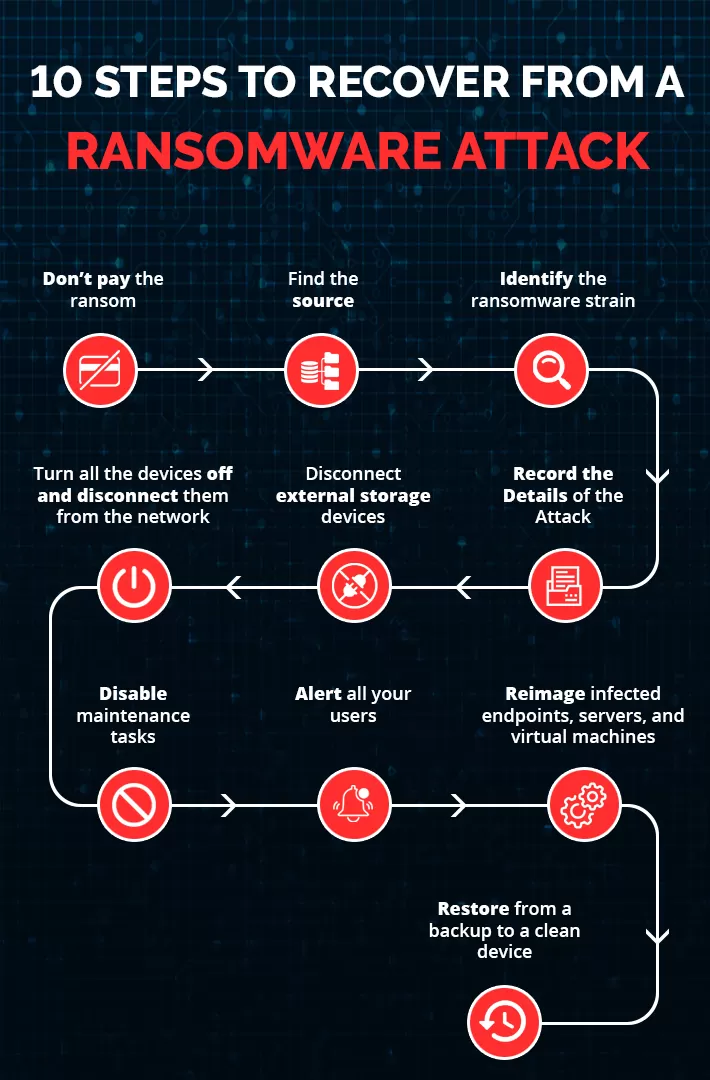 10 STEPS TO RECOVER FROM A
RANSOMWARE ATTACK
Don’t pay the
ransom
Find the
source
Identify the
ransomware strain
Record the
Details of the
Attack
Disconnect
external storage
devices
Turn all the devices off
and disconnect them
from the network
Disable
maintenance
tasks
Alert all your
users
Reimage infected
endpoints, servers, and
virtual machines
Restore from a
backup to a clean
device